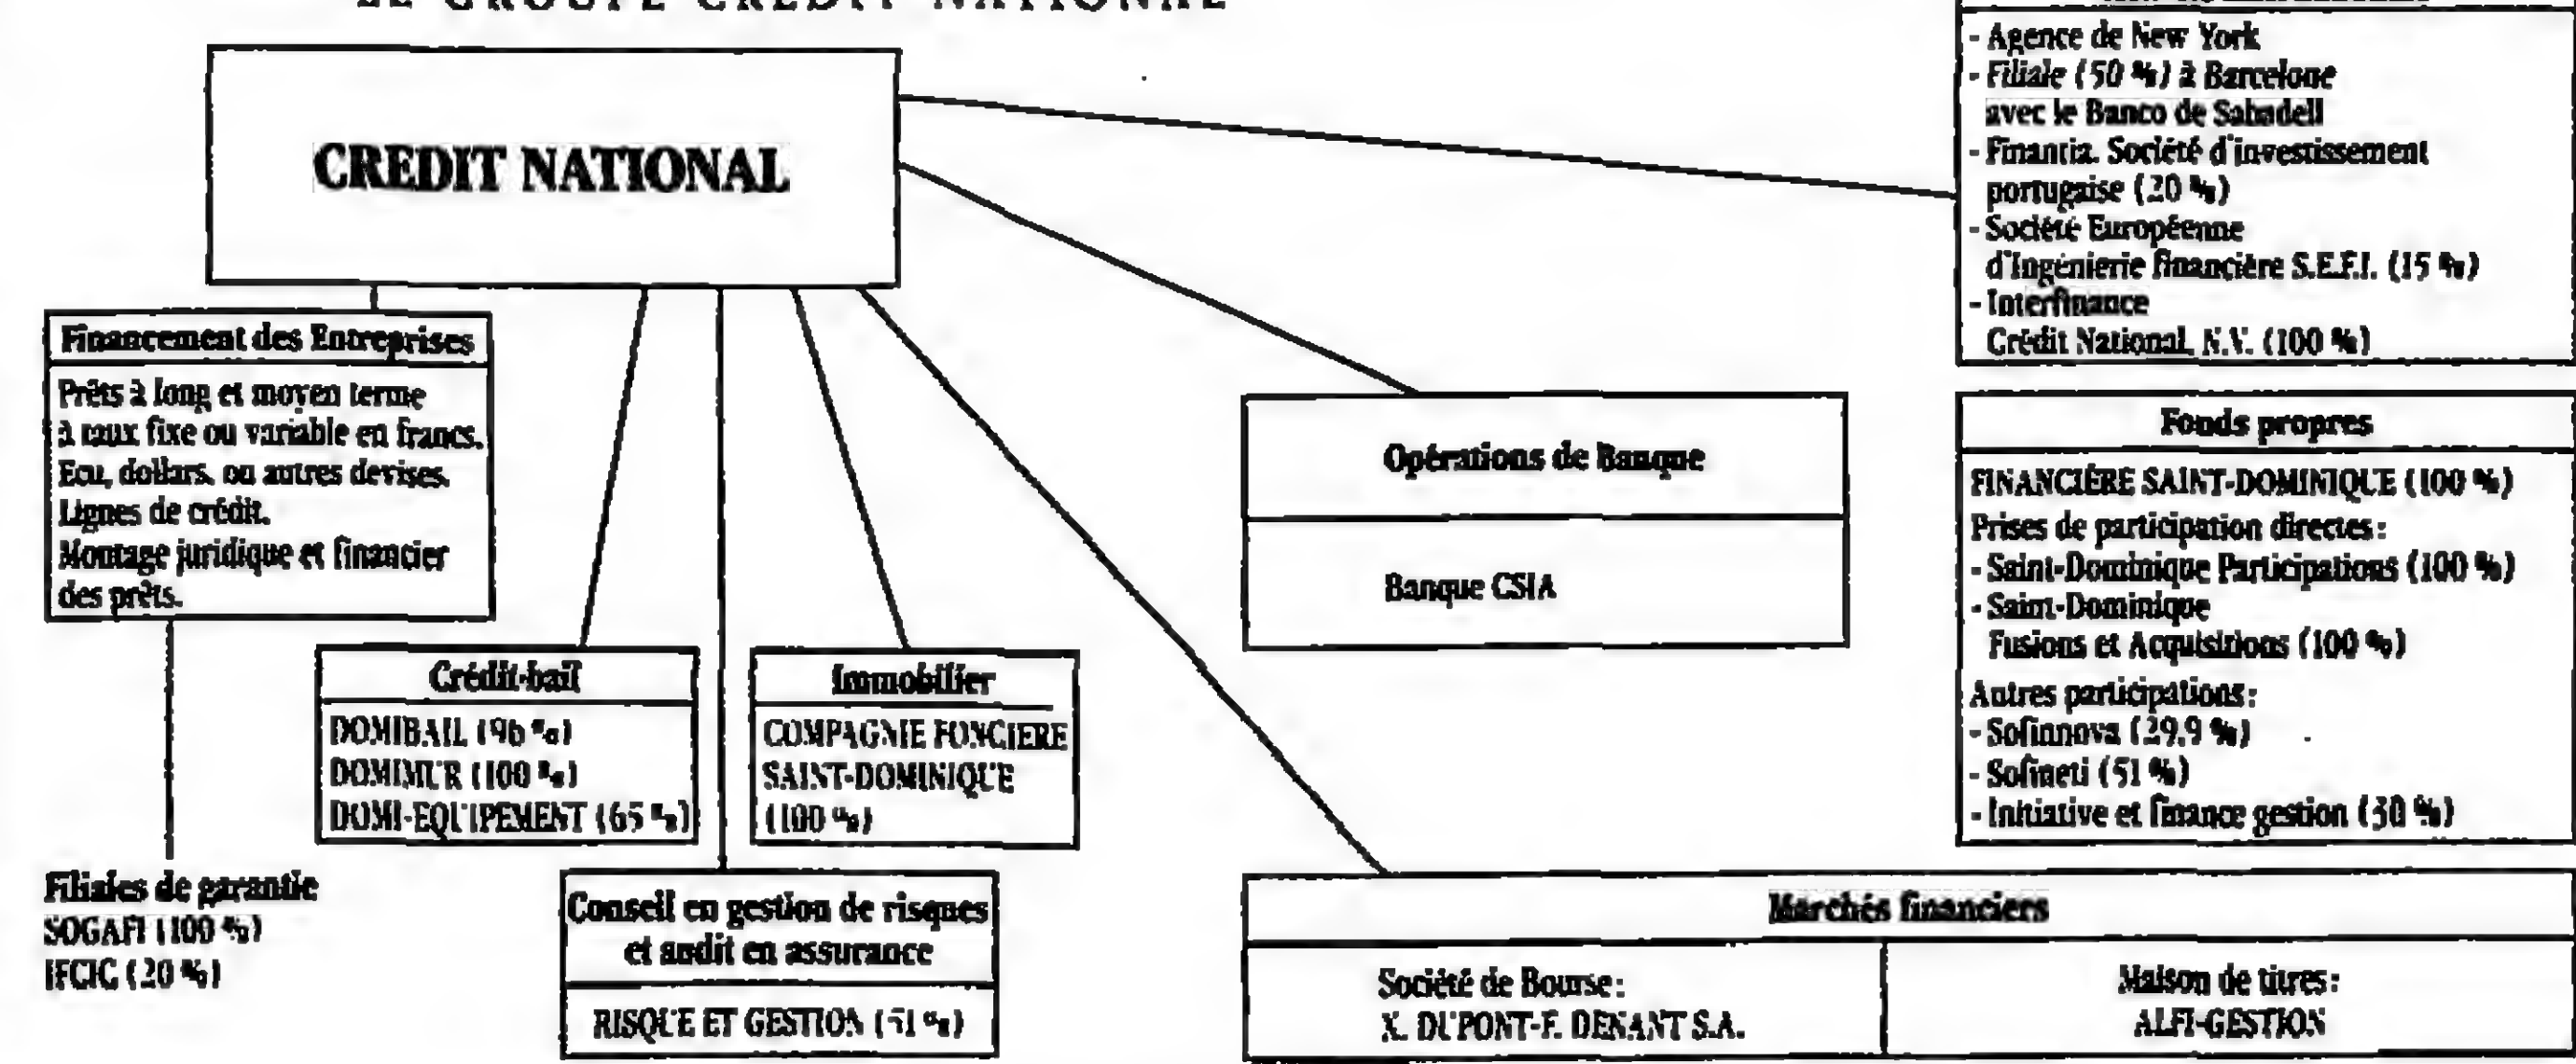 LE GROUPE CREDIT NATIONAL
CREDIT NATIONAL
- Agence de New York
- Filiale (50 %) à Barcelone
avec le Banco de Sabadell
- Finantia. Société d'investissement
portugaise (20 %)
- Société Européenne
d'Ingénierie financière S.E.F.I. (15 %)
- Interfinance
Crédit National, N.V. (100 %)
Financement des Entreprises
Prêts à long et moyen terme
à taux fixe ou variable en francs.
Ecu, dollars, ou autres devises.
Lignes de crédit.
Montage juridique et financier
des prêts.
Filiales de garantie
SOGAFI (100 %)
IFCIC (20 %)
Crédit-bail
DOMIBAIL (96 %)
DOMIMUR (100 %)
DOMI-EQUIPEMENT (65 %)
Immobilier
COMPAGNIE FONCIERE
SAINT-DOMINIQUE
(100 %)
Conseil en gestion de risques
et audit en assurance
RISQUE ET GESTION (51 %)
Opérations de Banque
Banque CSIA
Fonds propres
FINANCIÉRE SAINT-DOMINIQUE (100 %)
Prises de participation directes:
- Saint-Dominique Participations (100 %)
- Saint-Dominique
Fusions et Acquisitions (100 %)
Autres participations:
- Sofinnova (29,9 %)
- Sofineti (51 %)
- Initiative et finance gestion (30 %)
Marchés financiers
Société de Bourse:
X. DUPONT-F. DENANT S.A.
Maison de titres:
ALFI-GESTION